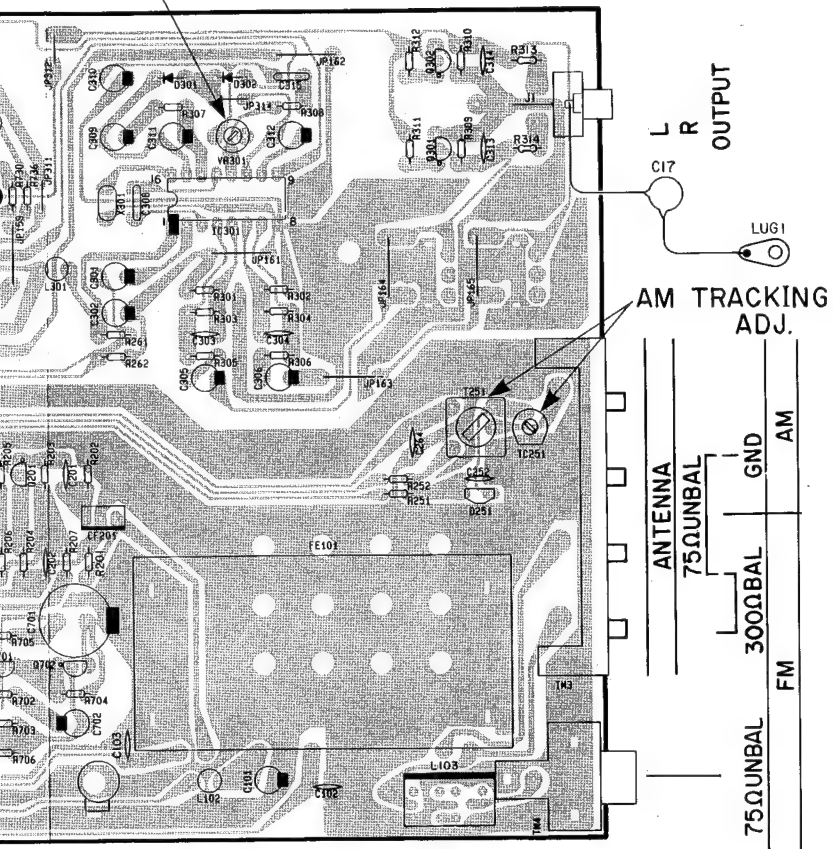 R312
R310
C310
D301
D302
C315
JP162
Q302
C314
R313
JP312
R307
JP314
R308
J1
C309
C311
VR301
C312
R311
Q301
R309
C313
R314
L
R
OUTPUT
R730
R736
JP311
16
9
C17
X301
C308
1
8
IC301
JP159
LUG1
L301
JP161
JP164
JP165
C302
R301
R302
AM TRACKING
ADJ.
R303
R304
R261
C303
C304
R262
R305
R306
C305
C306
JP163
T251
TC251
R205
R203
C201
R202
Q201
C252
R252
R251
D251
CF201
FE101
R206
R204
C202
R207
R201
ANTENNA
75ΩUNBAL
GND
AM
C701
R705
Q702
300ΩBAL
FM
R702
R704
TM3
R703
C702
R706
C103
L103
75ΩUNBAL
L102
C101
C102
TM4